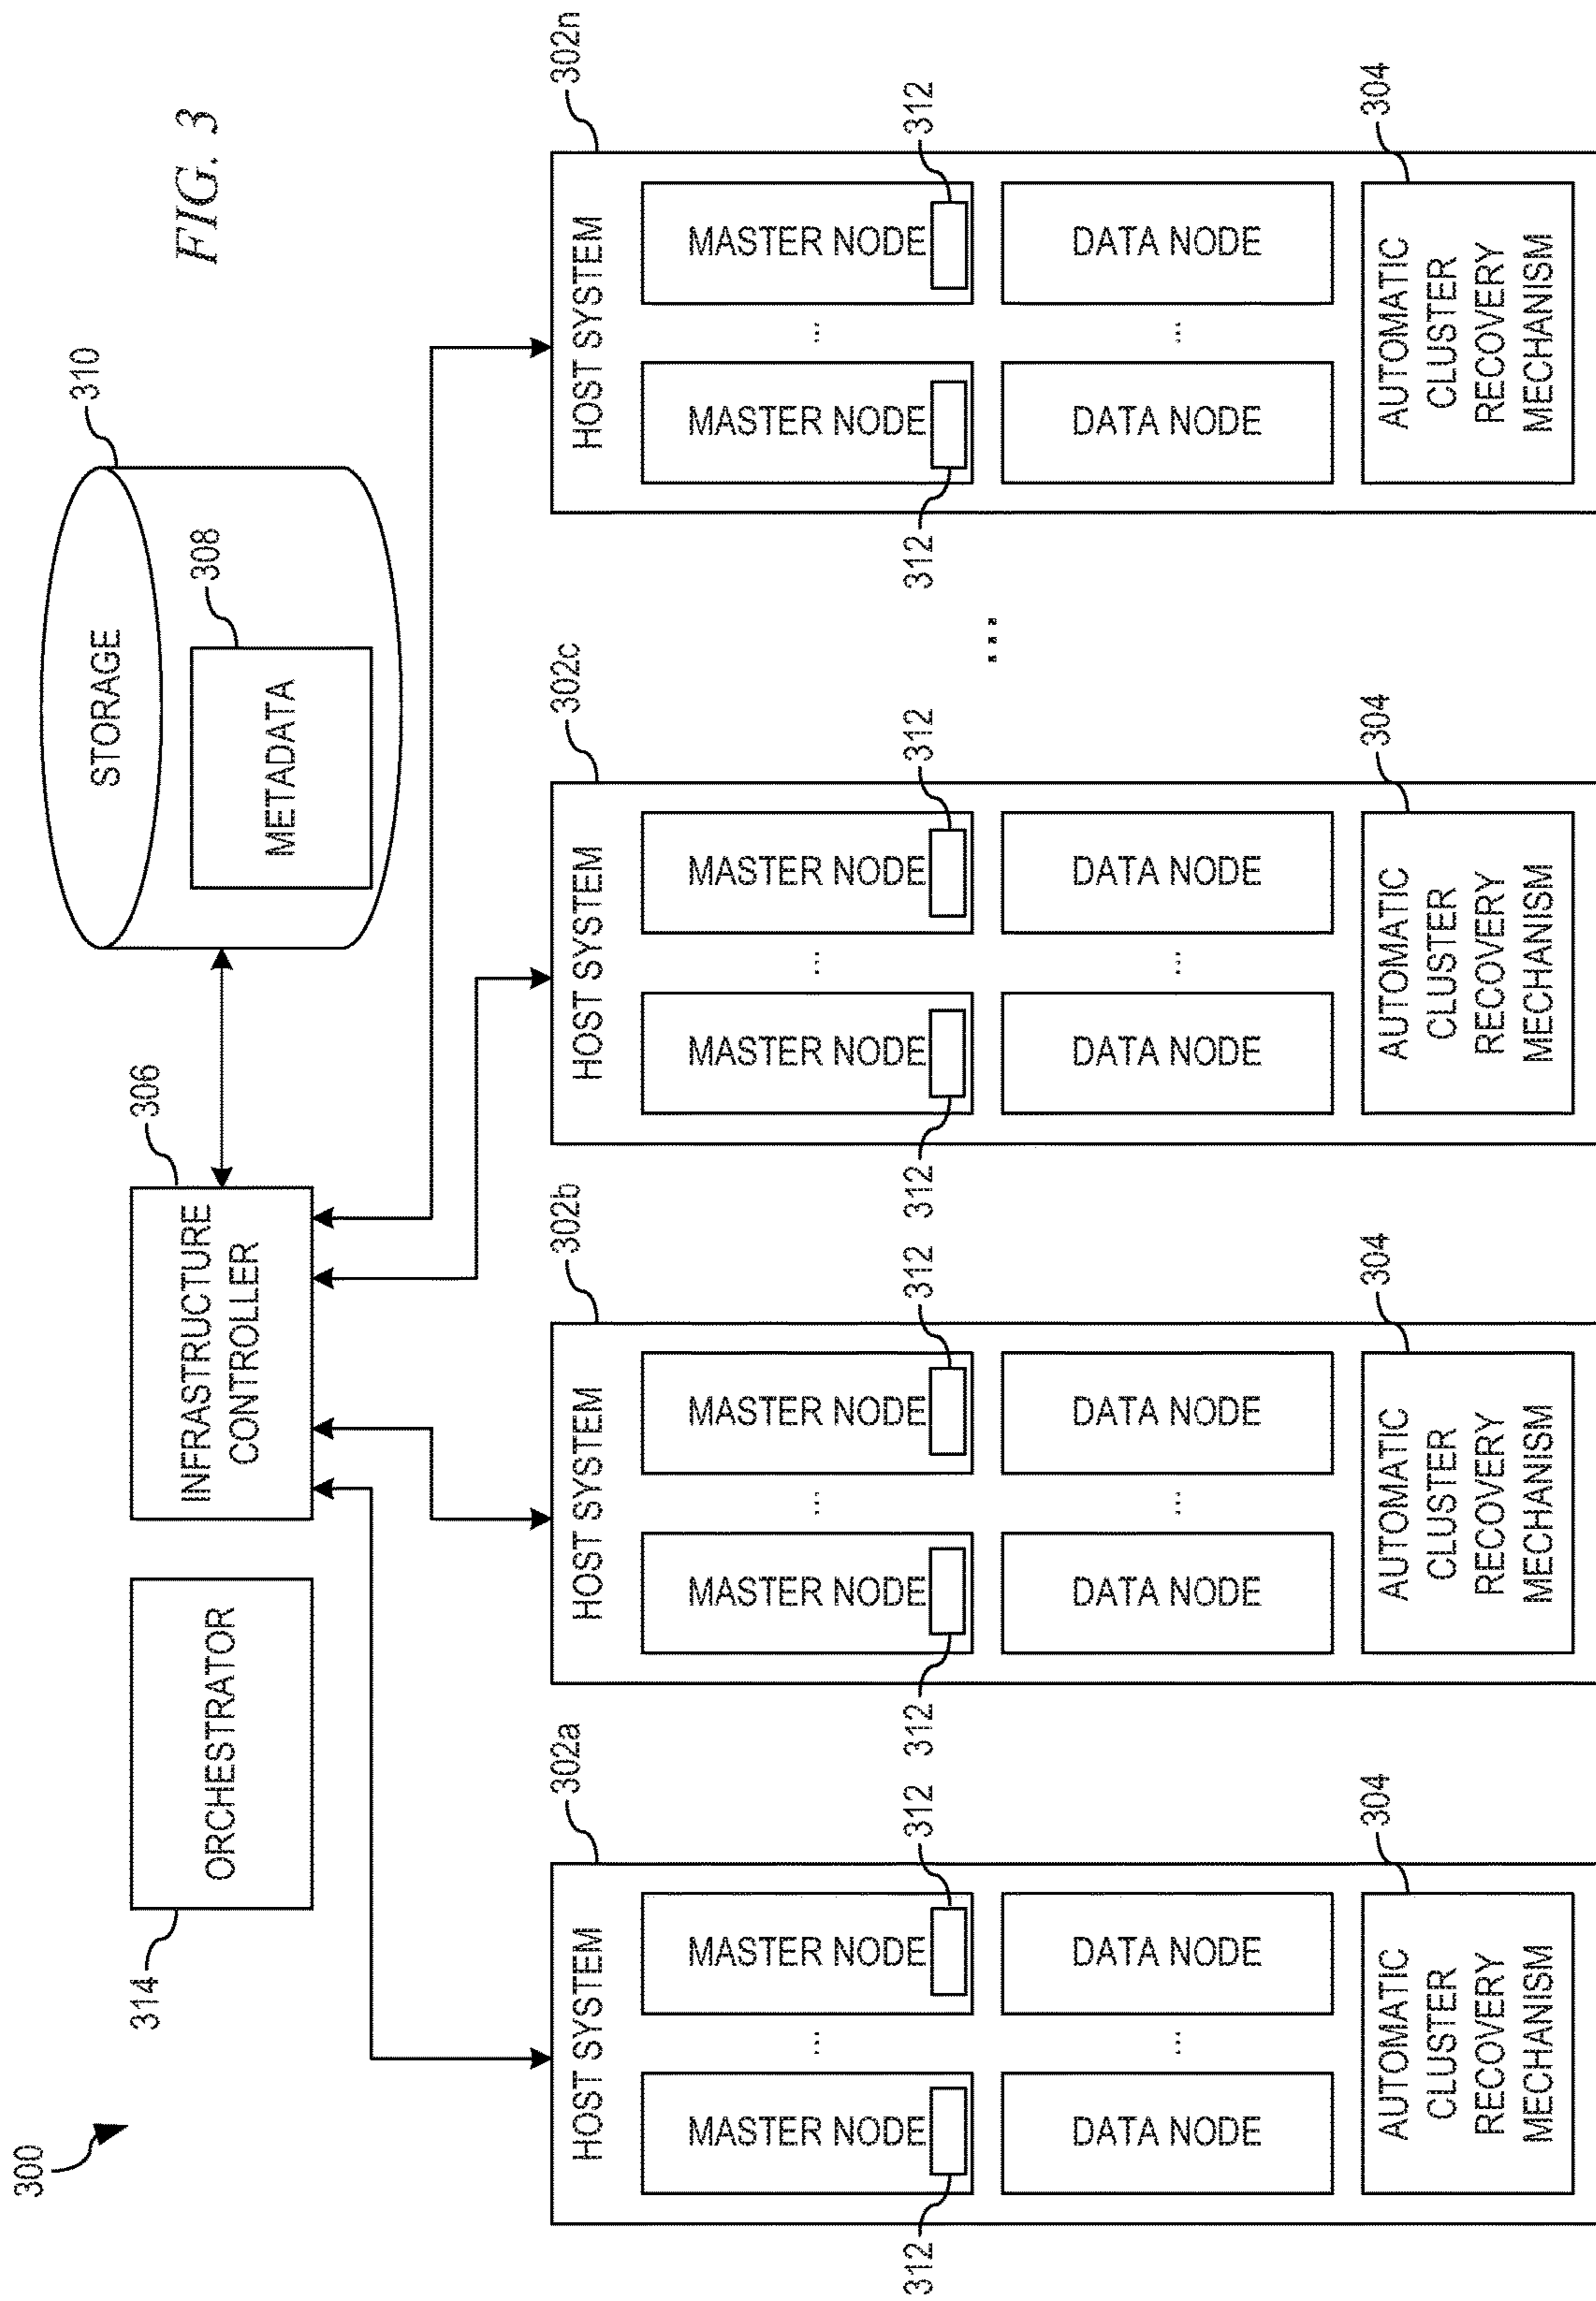 300
FIG. 3
314
ORCHESTRATOR
306
INFRASTRUCTURE
CONTROLLER
310
STORAGE
308
METADATA
302a
HOST SYSTEM
MASTER NODE
...
MASTER NODE
312
312
DATA NODE
...
DATA NODE
304
AUTOMATIC
CLUSTER
RECOVERY
MECHANISM
302b
HOST SYSTEM
MASTER NODE
...
MASTER NODE
312
312
DATA NODE
...
DATA NODE
304
AUTOMATIC
CLUSTER
RECOVERY
MECHANISM
302c
HOST SYSTEM
MASTER NODE
...
MASTER NODE
312
312
DATA NODE
...
DATA NODE
304
AUTOMATIC
CLUSTER
RECOVERY
MECHANISM
...
302n
HOST SYSTEM
MASTER NODE
...
MASTER NODE
312
312
DATA NODE
...
DATA NODE
304
AUTOMATIC
CLUSTER
RECOVERY
MECHANISM